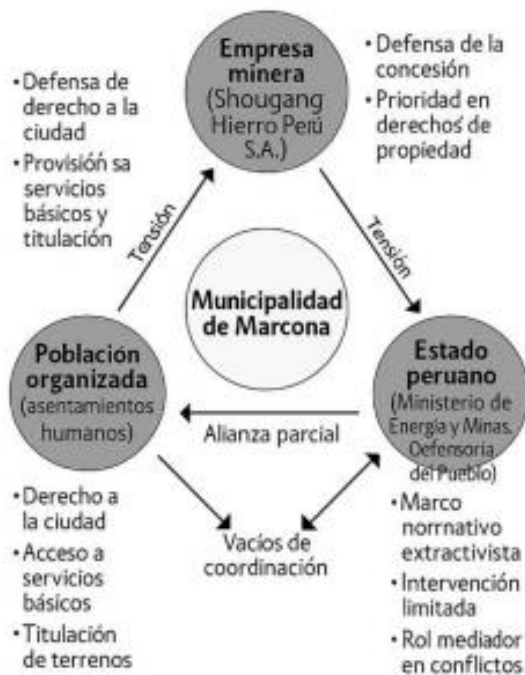 Empresa
minera
(Shougang
Hierro Perú
S.A.)
• Defensa de
derecho a la
ciudad
• Provisión sa
servicios
básicos y
titulación
• Defensa de la
concesión
• Prioridad en
derechos de
propiedad
Tensión
Tensión
Municipalidad
de Marcona
Población
organizada
(asentamientos
humanos)
Estado
peruano
(Ministerio de
Energía y Minas.
Defensoría
del Pueblo)
Alianza parcial
• Derecho a
la ciudad
• Acceso a
servicios
básicos
• Titulación
de terrenos
Vacíos de
coordinación
• Marco
norrnativo
extractivista
• Intervención
limitada
• Rol mediador
en conflictos